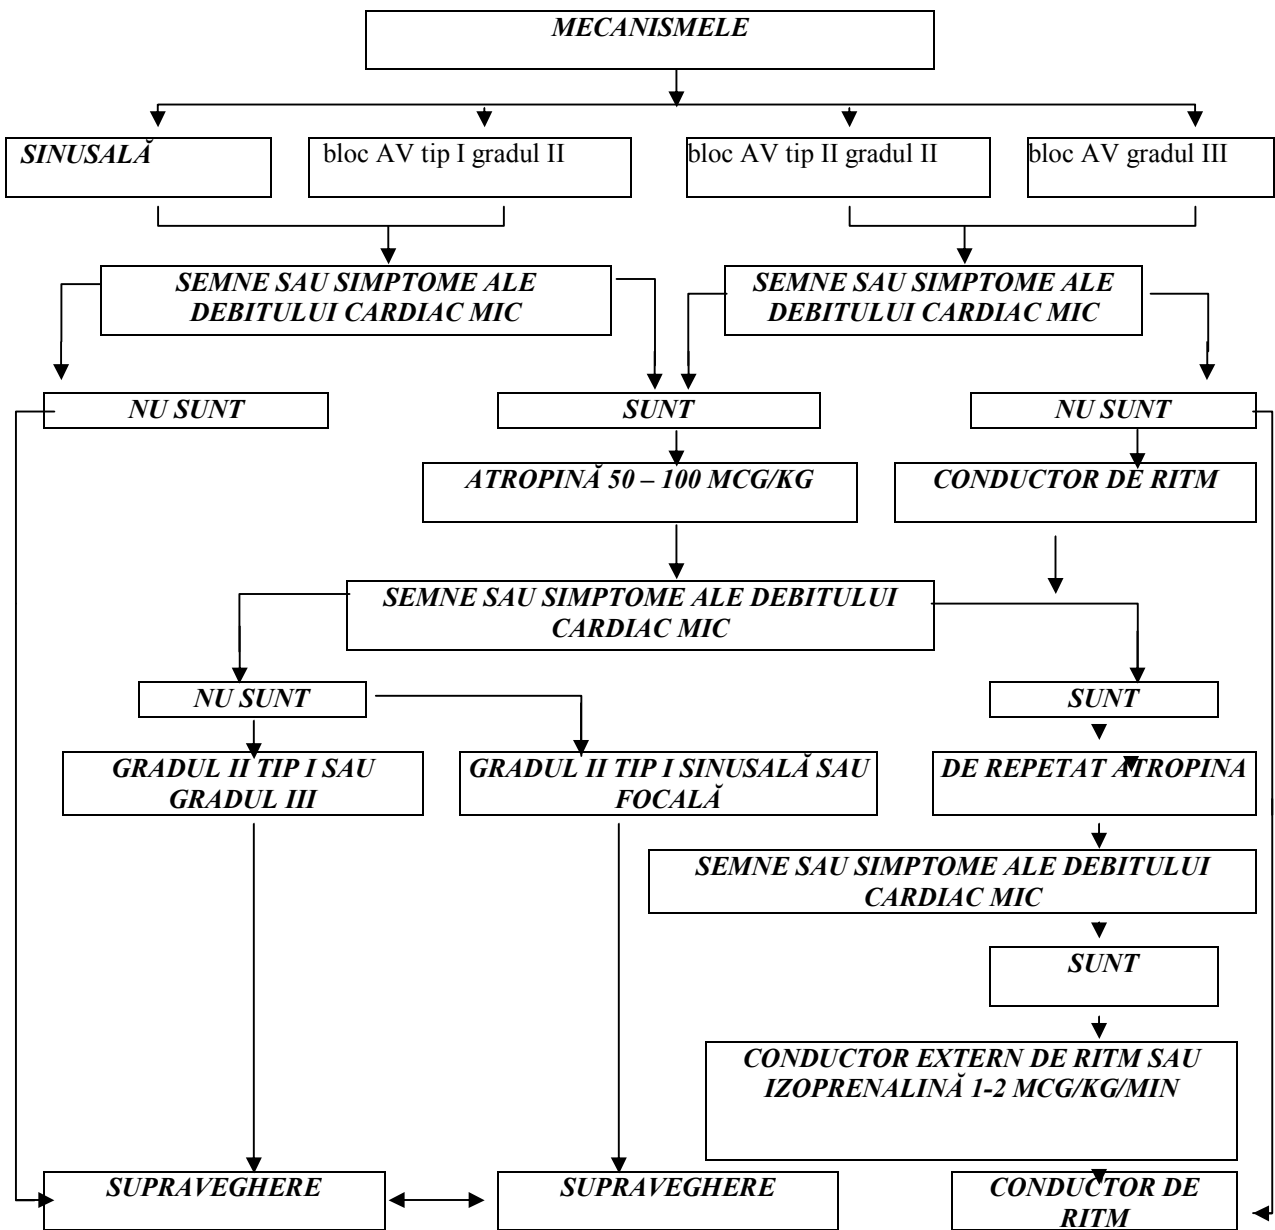 MECANISMELE
SINUSALĂ
bloc AV tip I gradul II
bloc AV tip II gradul II
bloc AV gradul III
SEMNE SAU SIMPTOME ALE
DEBITULUI CARDIAC MIC
SEMNE SAU SIMPTOME ALE
DEBITULUI CARDIAC MIC
NU SUNT
SUNT
NU SUNT
ATROPINĂ 50 – 100 MCG/KG
CONDUCTOR DE RITM
SEMNE SAU SIMPTOME ALE DEBITULUI
CARDIAC MIC
NU SUNT
SUNT
GRADUL II TIP I SAU
GRADUL III
GRADUL II TIP I SINUSALĂ SAU
FOCALĂ
DE REPETAT ATROPINA
SEMNE SAU SIMPTOME ALE DEBITULUI
CARDIAC MIC
SUNT
CONDUCTOR EXTERN DE RITM SAU
IZOPRENALINĂ 1-2 MCG/KG/MIN
SUPRAVEGHERE
SUPRAVEGHERE
CONDUCTOR DE
RITM